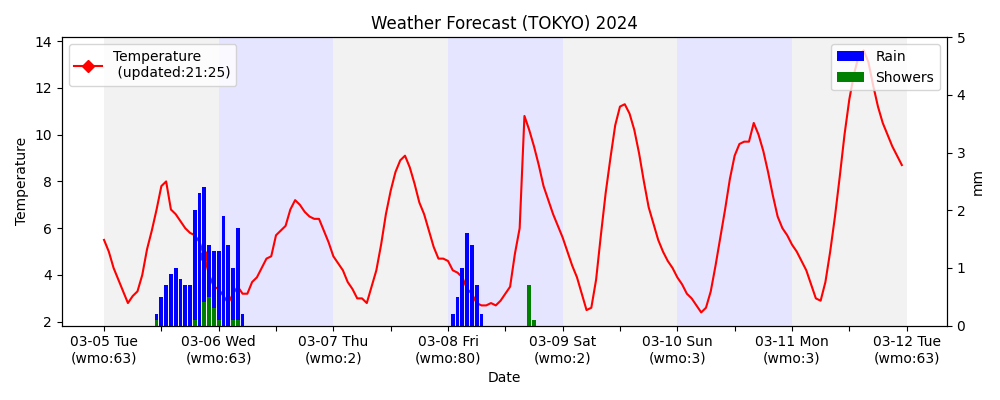 Weather Forecast (TOKYO) 2024
Temperature
(updated:21:25)
Rain
Showers
14
12
10
8
6
4
2
Temperature
5
4
3
2
1
0
mm
03-05 Tue
(wmo:63)
03-06 Wed
(wmo:63)
03-07 Thu
(wmo:2)
03-08 Fri
(wmo:80)
03-09 Sat
(wmo:2)
03-10 Sun
(wmo:3)
03-11 Mon
(wmo:3)
03-12 Tue
(wmo:63)
Date